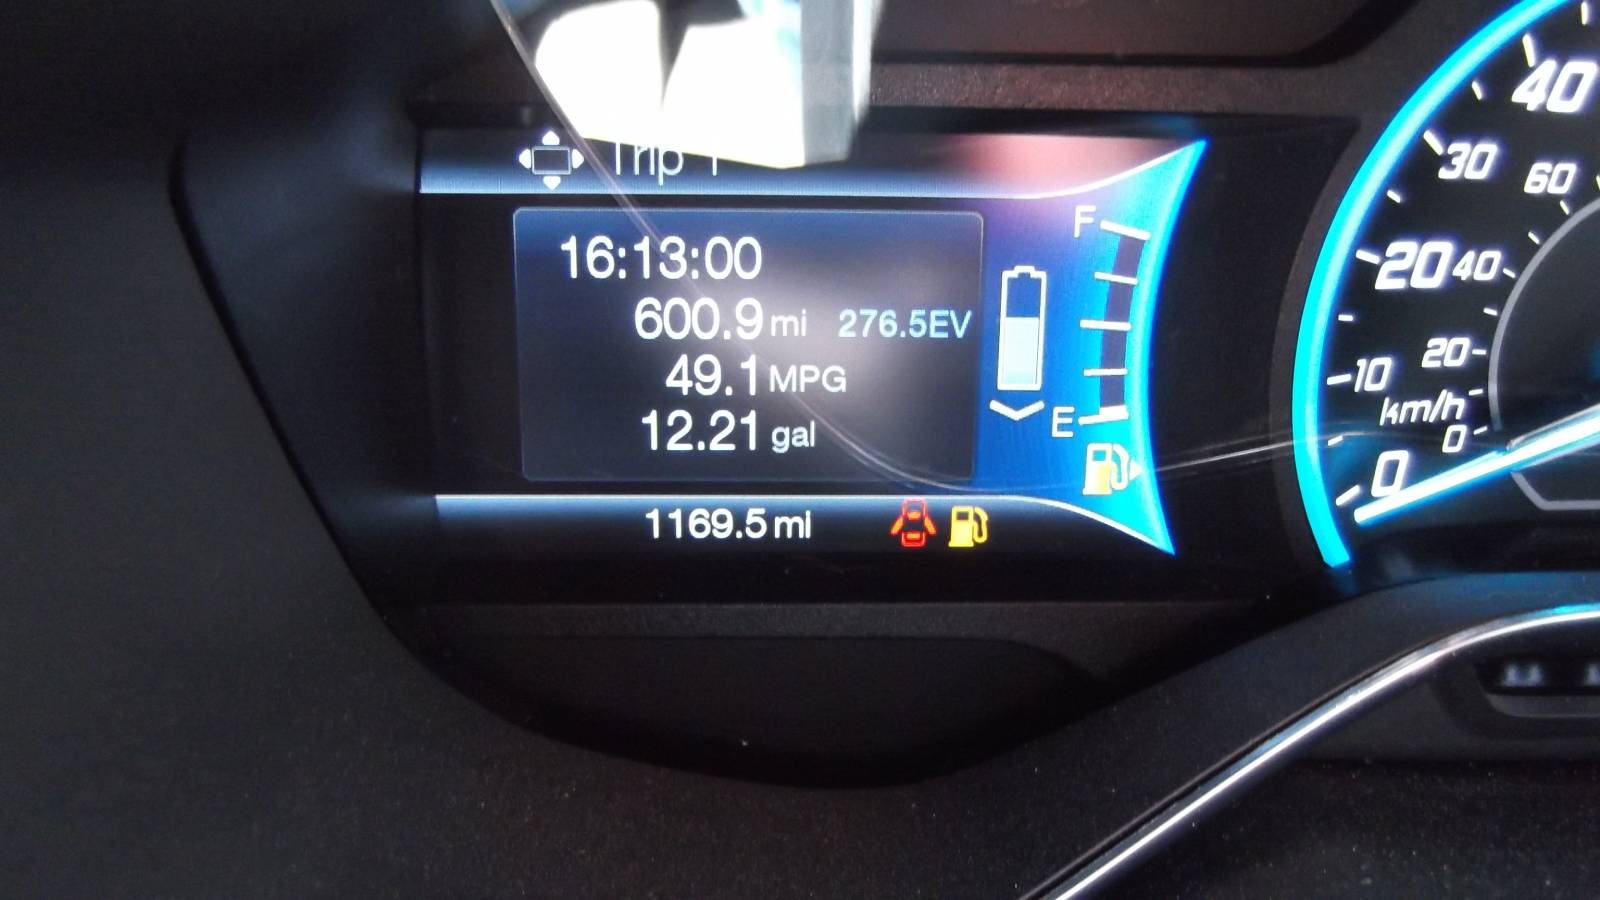 Trip 1
16:13:00
600.9 mi 276.5EV
49.1 MPG
12.21 gal
1169.5 mi
F
E
40
30
60
20 40
10 20
km/h
0
0